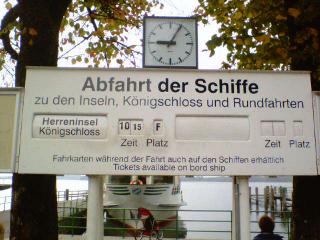 Abfahrt der Schiffe
zu den Inseln, Königschloss und Rundfahrten
Herreninsel
Königschloss
10 15 F
Zeit Platz
Zeit Platz
Fahrkarten während der Fahrt auch auf den Schiffen erhältlich
Tickets available on bord ship